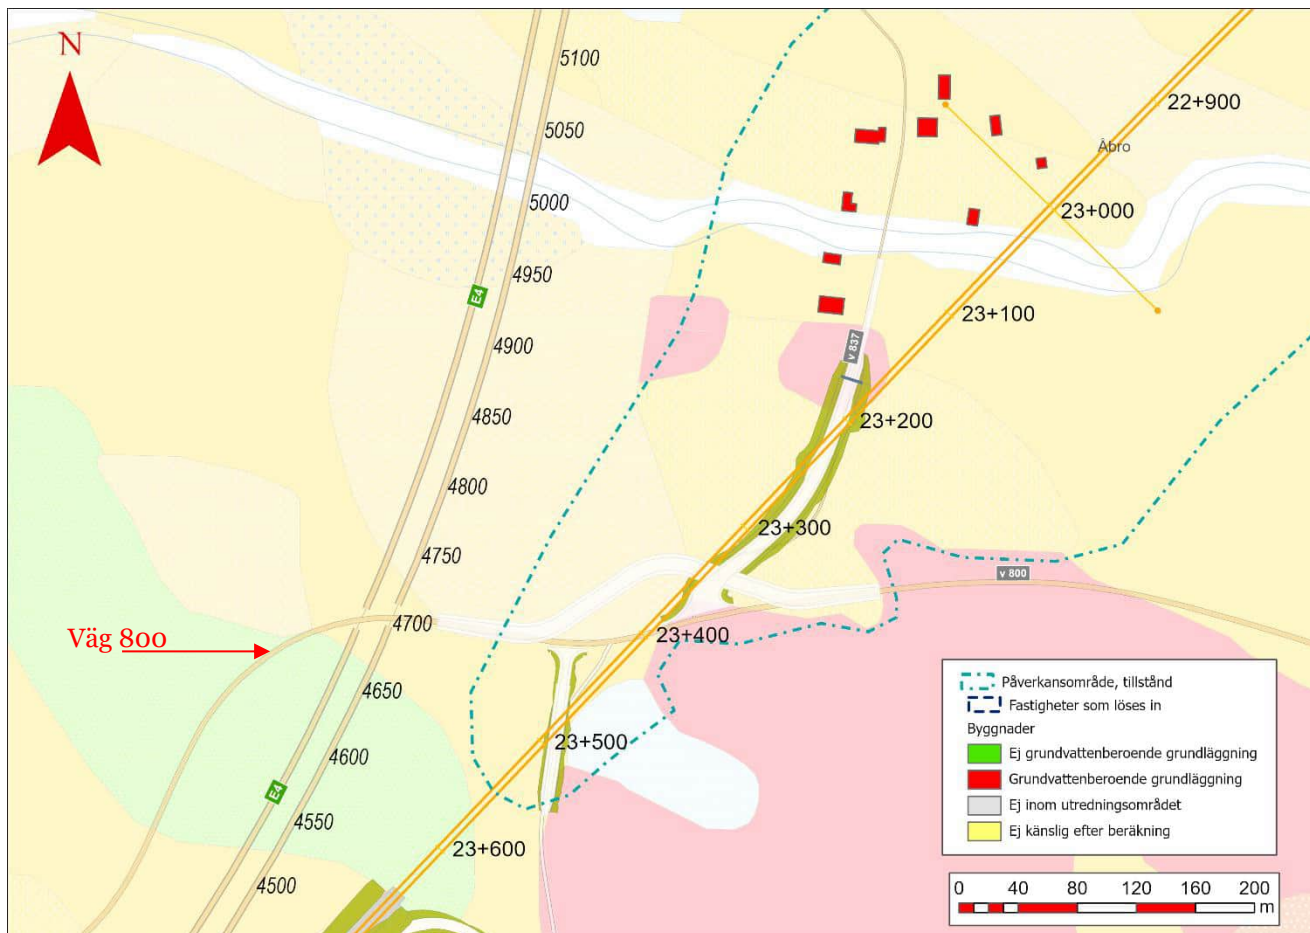 N
5100
22+900
5050
Åbro
5000
23+000
4950
E4
23+100
4900
v 837
4850
23+200
4800
23+300
4750
v 800
4700
23+400
Väg 800
4650
23+500
4600
E4
4550
23+600
4500
Påverkansområde, tillstånd
Fastigheter som löses in
Byggnader
Ej grundvattenberoende grundläggning
Grundvattenberoende grundläggning
Ej inom utredningsområdet
Ej känslig efter beräkning
0 40 80 120 160 200
m